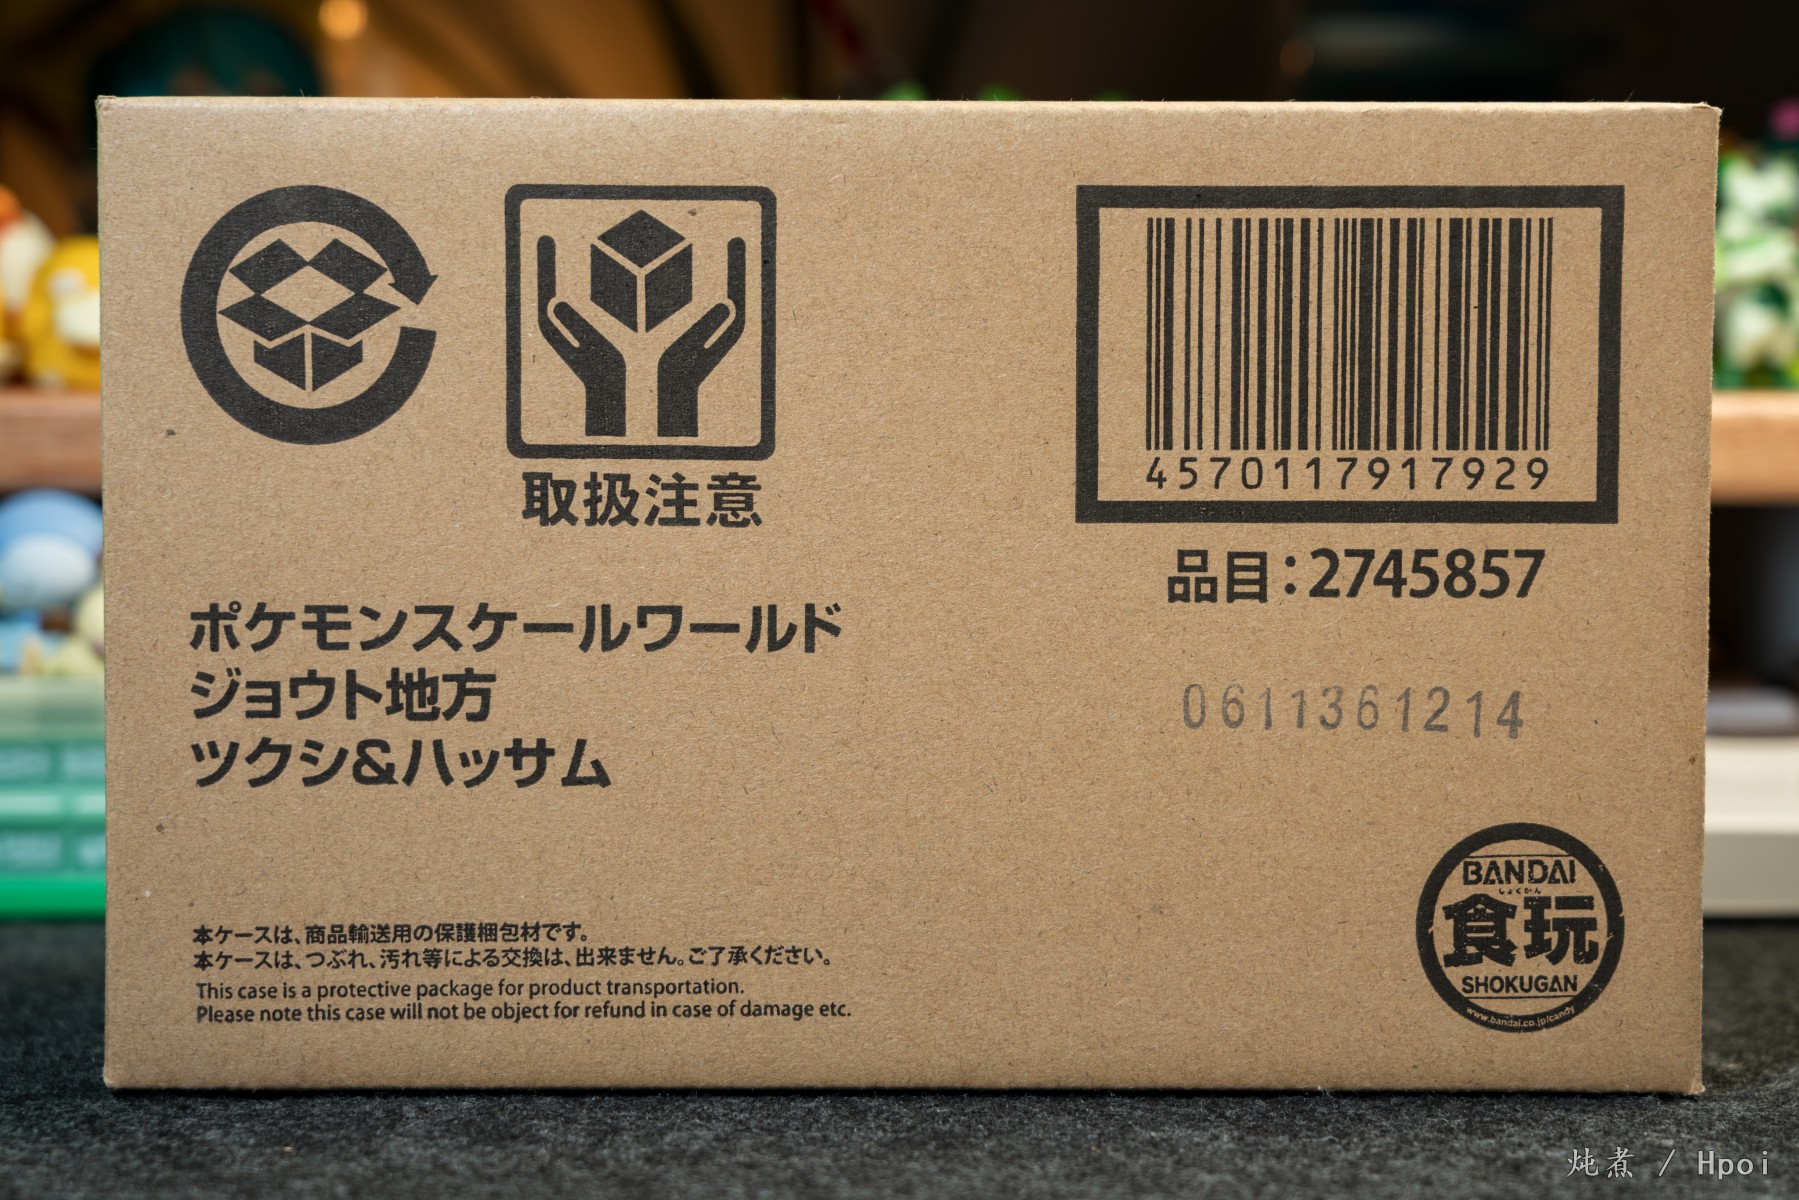 取扱注意
4570117917929
品目：2745857
ポケモンスケールワールド
ジョウト地方
ツクシ&ハッサム
0611361214
本ケースは、商品輸送用の保護梱包材です。
本ケースは、つぶれ、汚れ等による交換は、出来ません。ご了承ください。
This case is a protective package for product transportation.
Please note this case will not be object for refund in case of damage etc.
BANDAI
しょくがん
食玩
SHOKUGAN
www.bandai.co.jp/candy
炖煮 / Hpoi